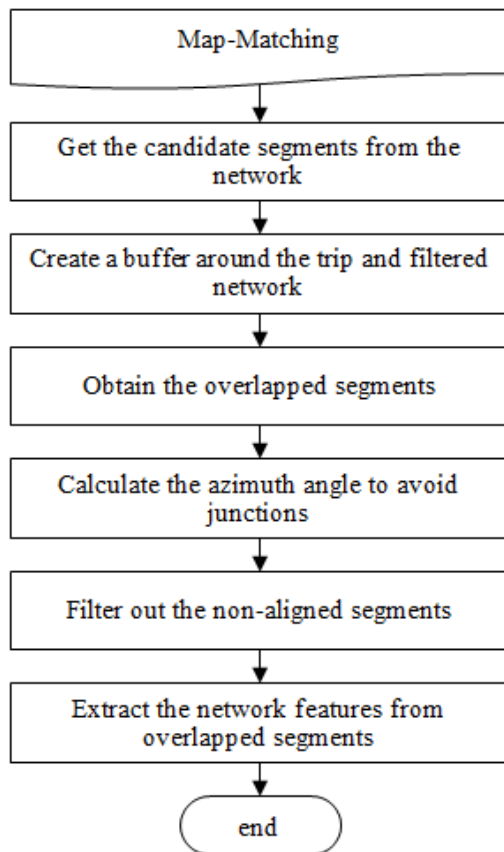 Map-Matching
Get the candidate segments from the
network
Create a buffer around the trip and filtered
network
Obtain the overlapped segments
Calculate the azimuth angle to avoid
junctions
Filter out the non-aligned segments
Extract the network features from
overlapped segments
end